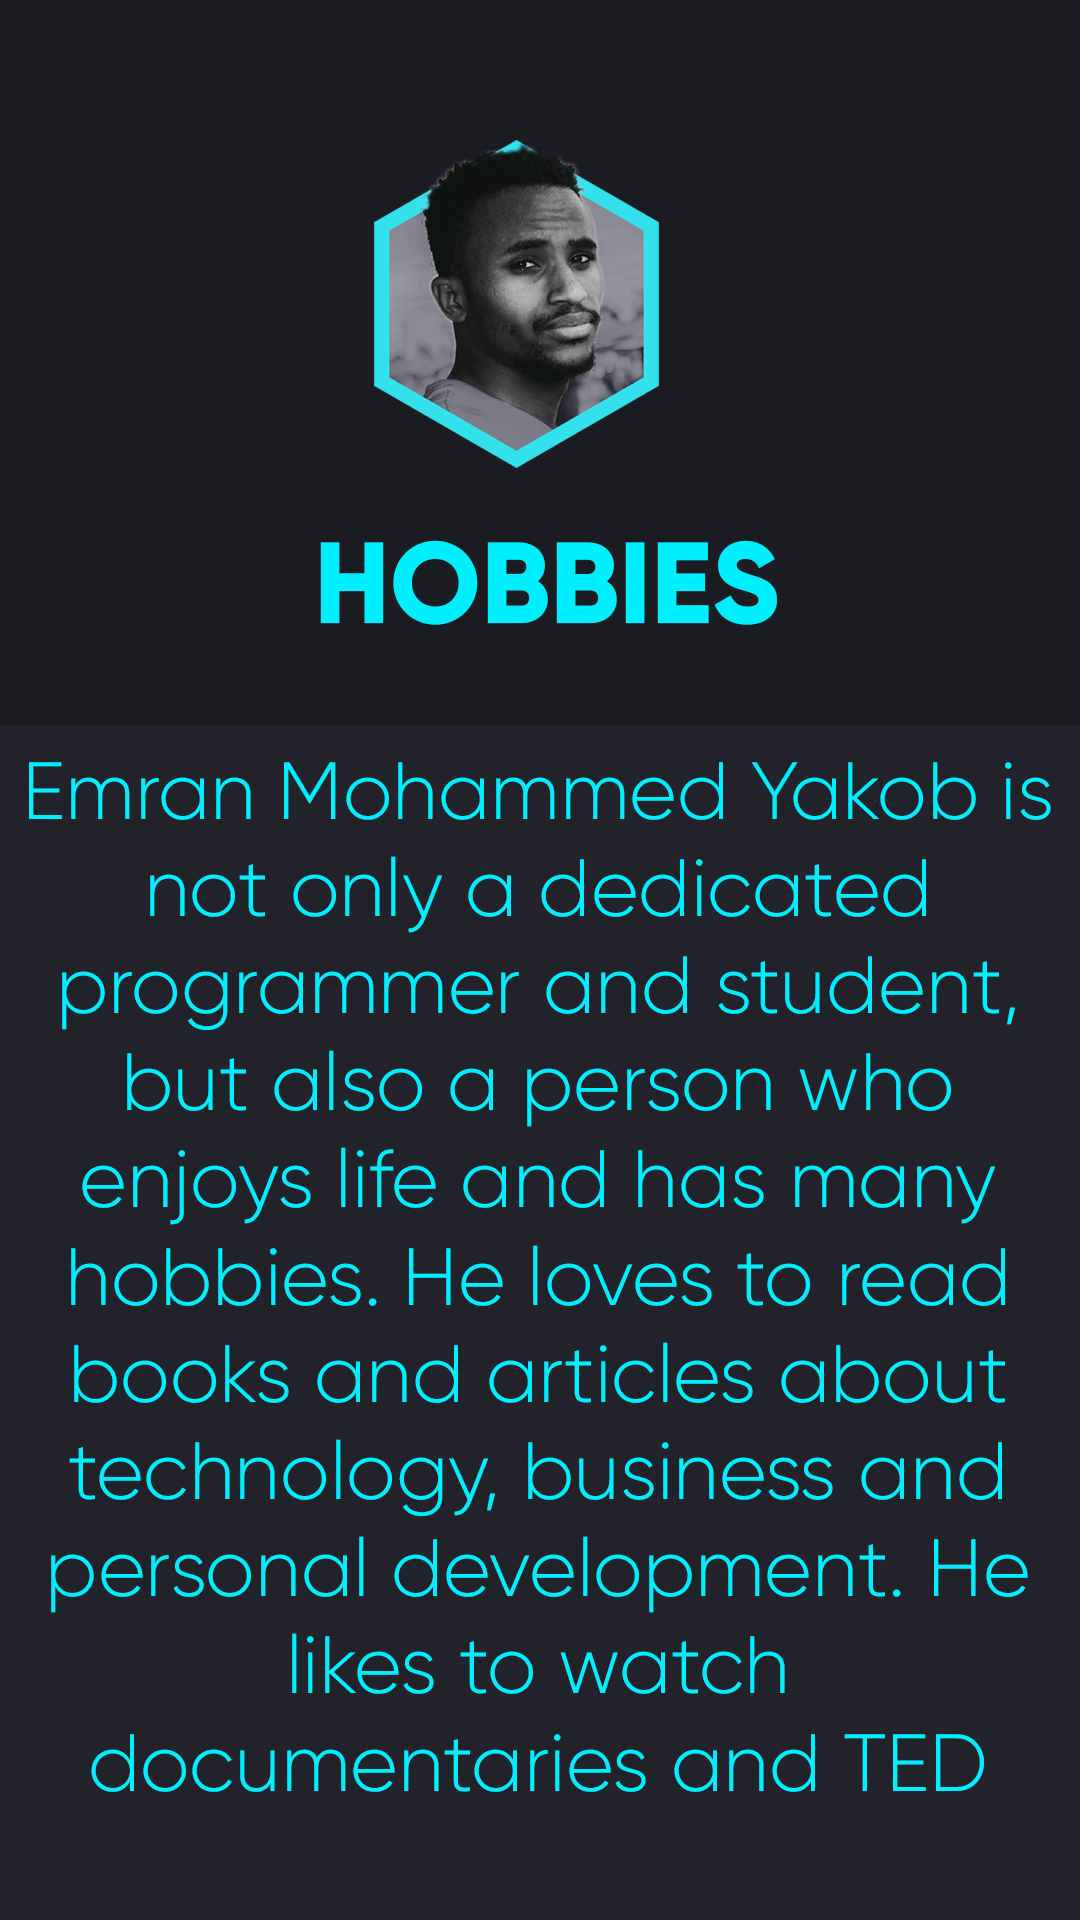 HOBBIES
Emran Mohammed Yakob is
not only a dedicated
programmer and student,
but also a person who
enjoys life and has many
hobbies. He loves to read
books and articles about
technology, business and
personal development. He
likes to watch
documentaries and TED